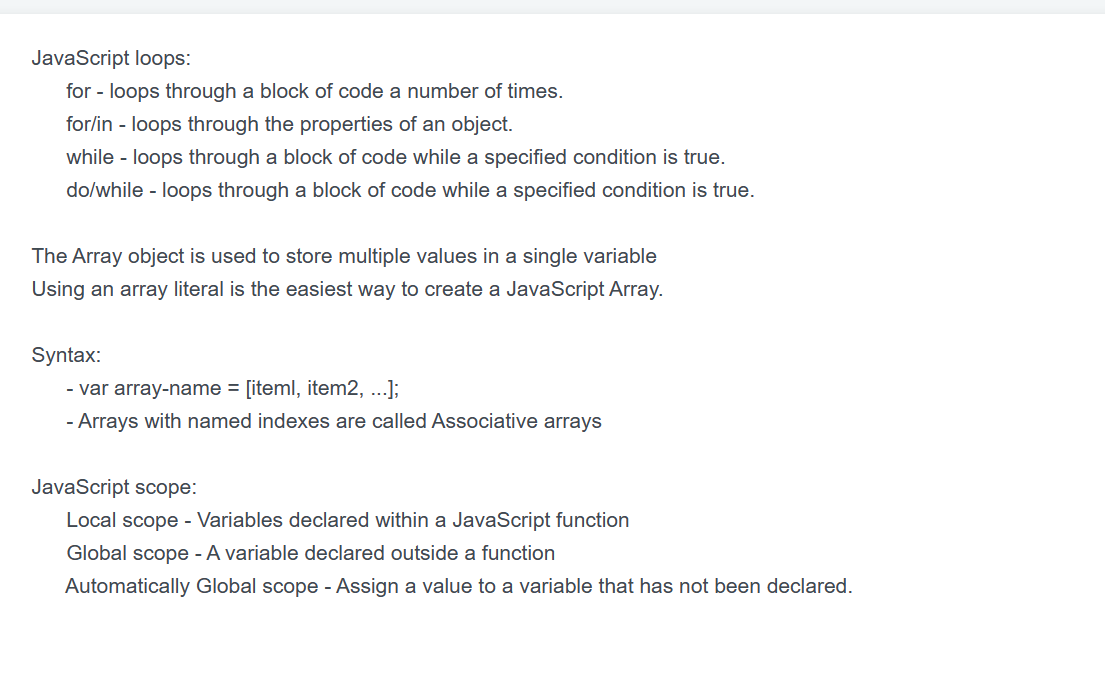 JavaScript loops:
for - loops through a block of code a number of times.
for/in - loops through the properties of an object.
while - loops through a block of code while a specified condition is true.
do/while - loops through a block of code while a specified condition is true.
The Array object is used to store multiple values in a single variable
Using an array literal is the easiest way to create a JavaScript Array.
Syntax:
- var array-name = [iteml, item2, ...];
- Arrays with named indexes are called Associative arrays
JavaScript scope:
Local scope - Variables declared within a JavaScript function
Global scope - A variable declared outside a function
Automatically Global scope - Assign a value to a variable that has not been declared.